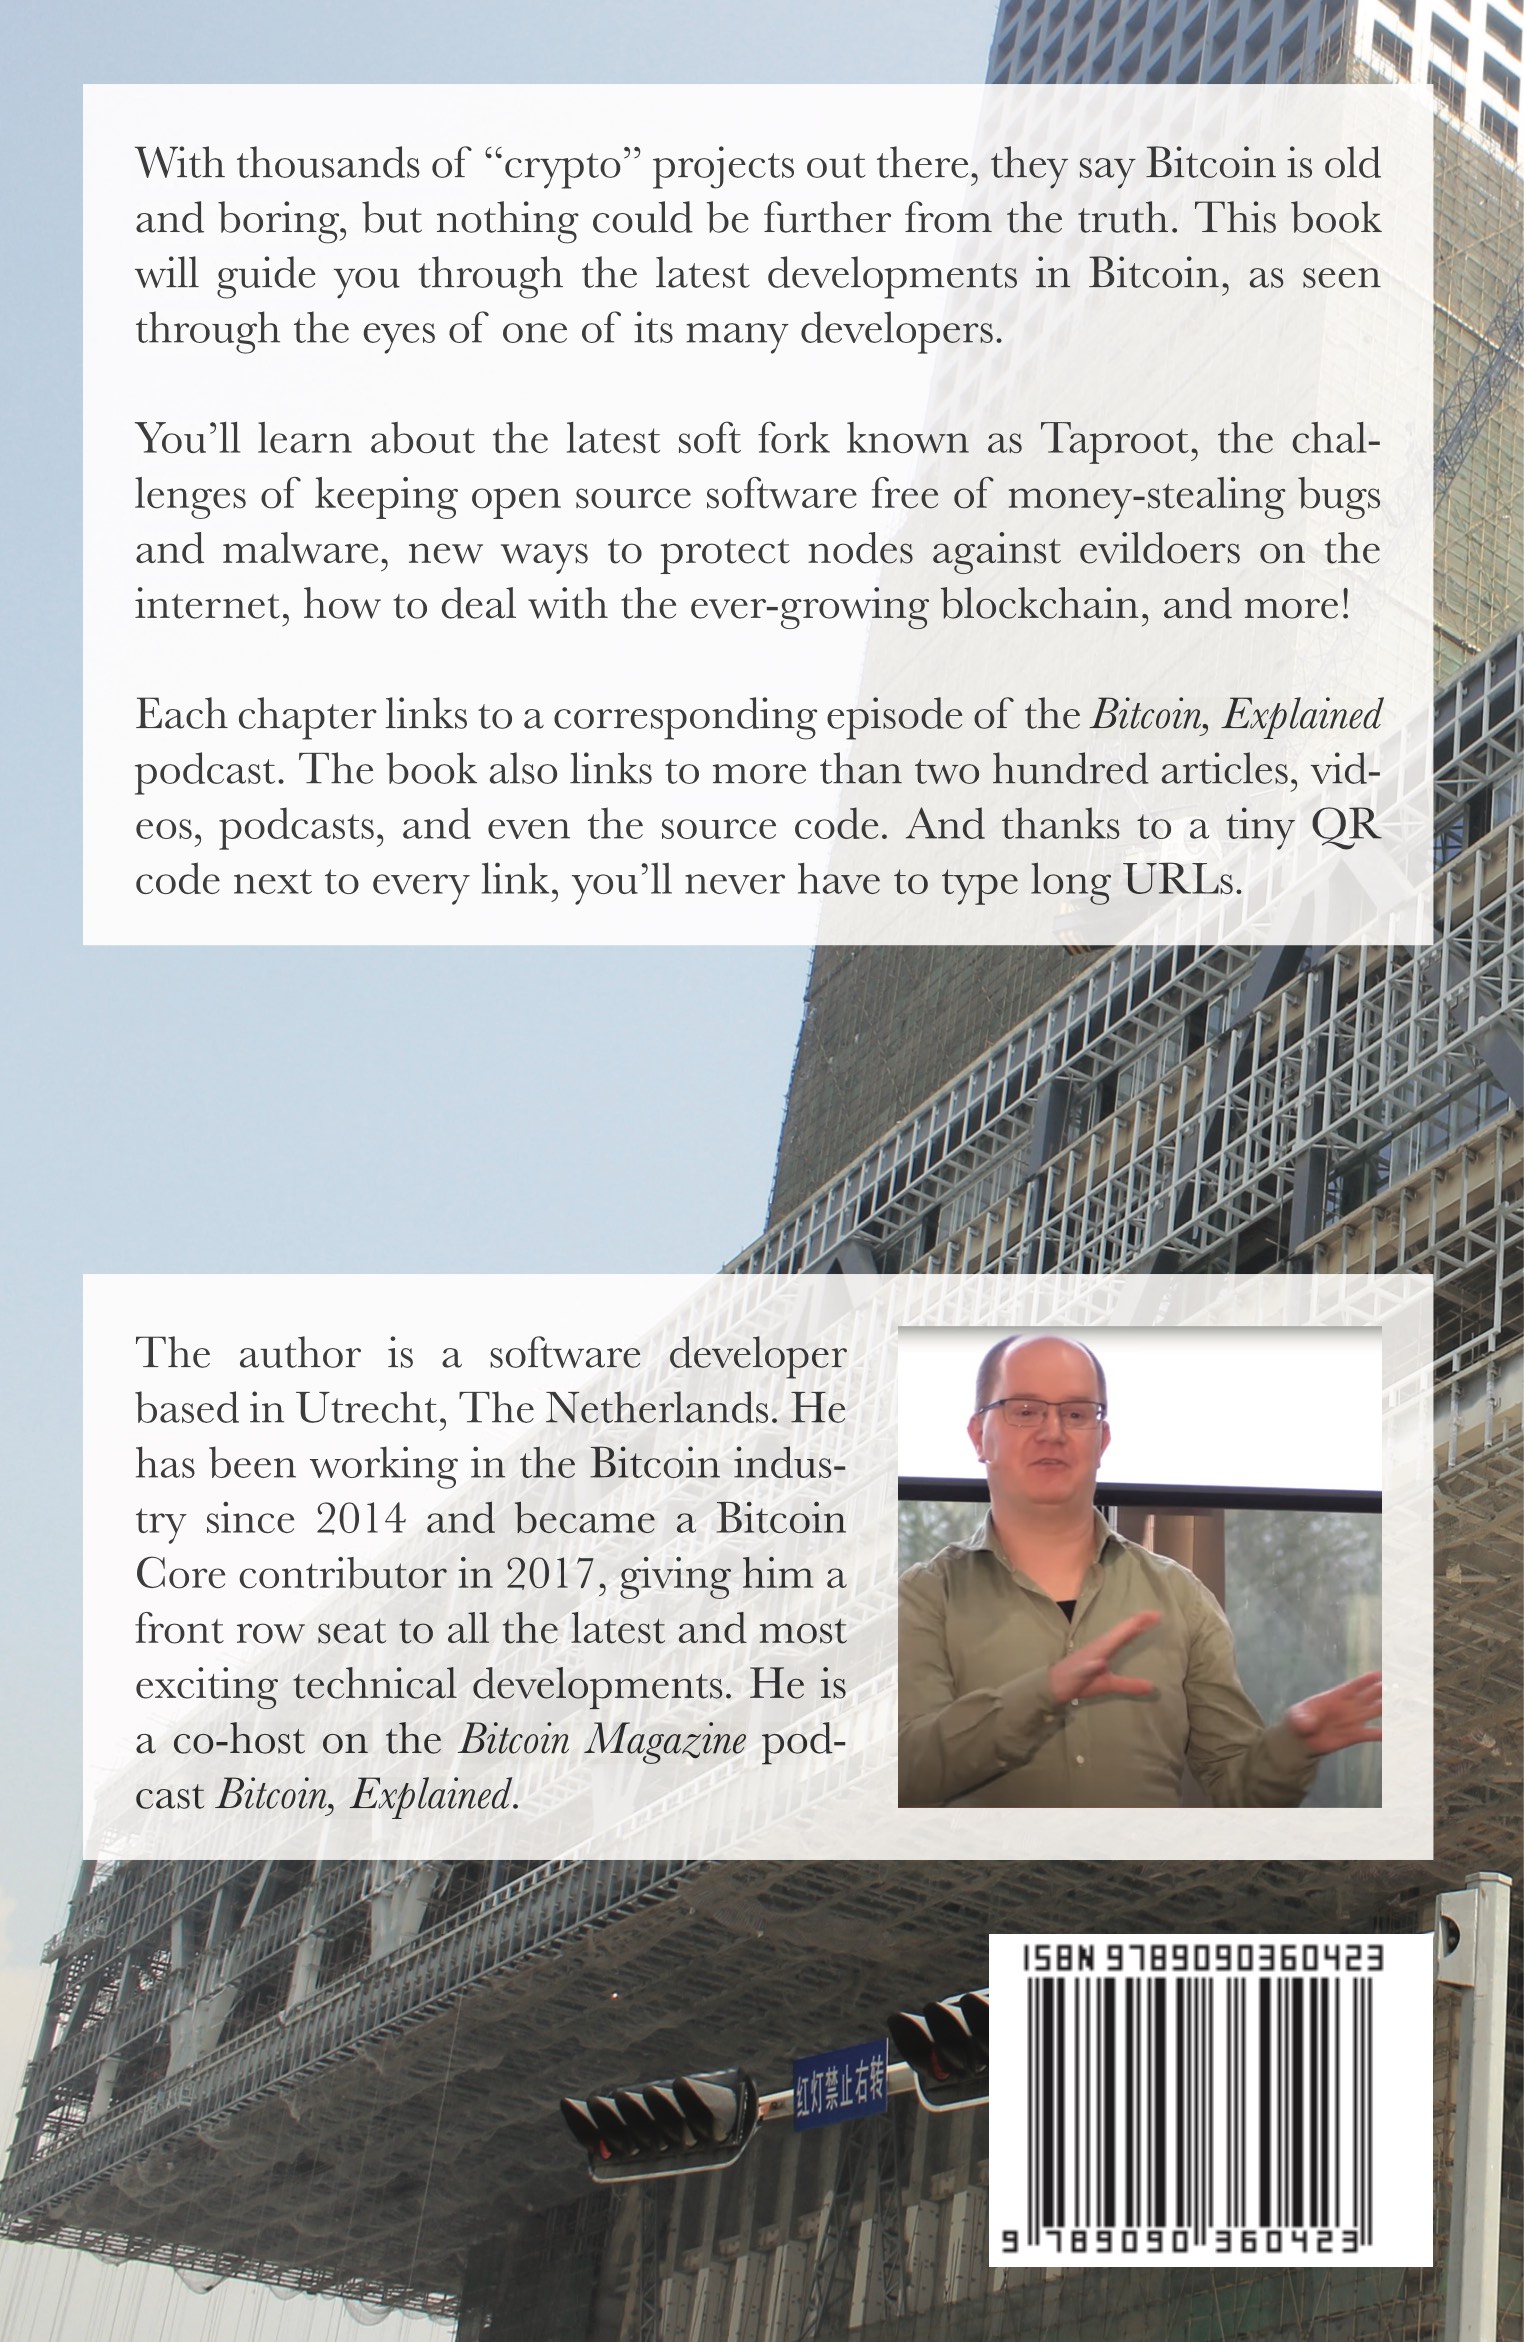 With thousands of “crypto” projects out there, they say Bitcoin is old
and boring, but nothing could be further from the truth. This book
will guide you through the latest developments in Bitcoin, as seen
through the eyes of one of its many developers.
You’ll learn about the latest soft fork known as Taproot, the chal-
lenges of keeping open source software free of money-stealing bugs
and malware, new ways to protect nodes against evildoers on the
internet, how to deal with the ever-growing blockchain, and more!
Each chapter links to a corresponding episode of the Bitcoin, Explained
podcast. The book also links to more than two hundred articles, vid-
eos, podcasts, and even the source code. And thanks to a tiny QR
code next to every link, you’ll never have to type long URLs.
The author is a software developer
based in Utrecht, The Netherlands. He
has been working in the Bitcoin indus-
try since 2014 and became a Bitcoin
Core contributor in 2017, giving him a
front row seat to all the latest and most
exciting technical developments. He is
a co-host on the Bitcoin Magazine pod-
cast Bitcoin, Explained.
红灯禁止右转
ISBN 9789090360423
9 789090 360423